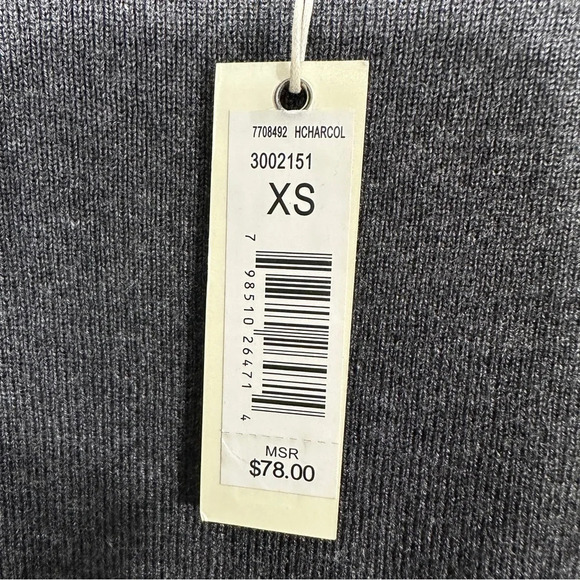 7708492 HCHARCOL
3002151
XS
7 98510 26471 4
MSR
$78.00